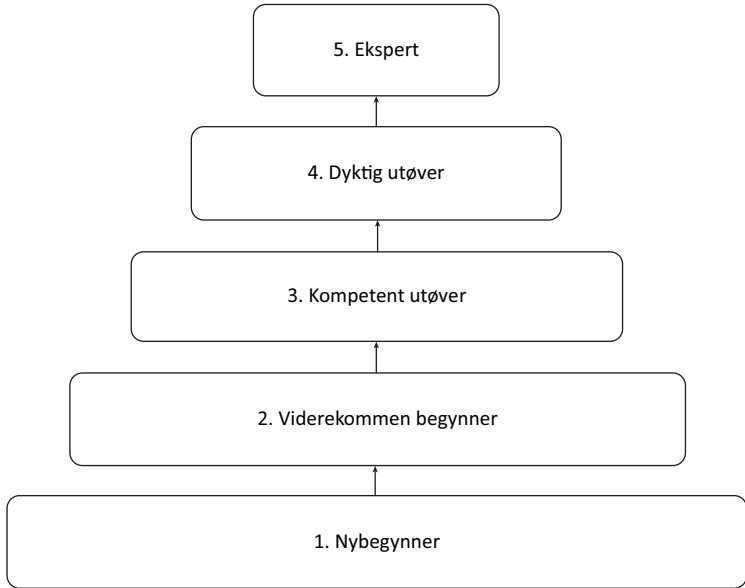 5. Ekspert
4. Dyktig utøver
3. Kompetent utøver
2. Viderekommen begynner
1. Nybegynner